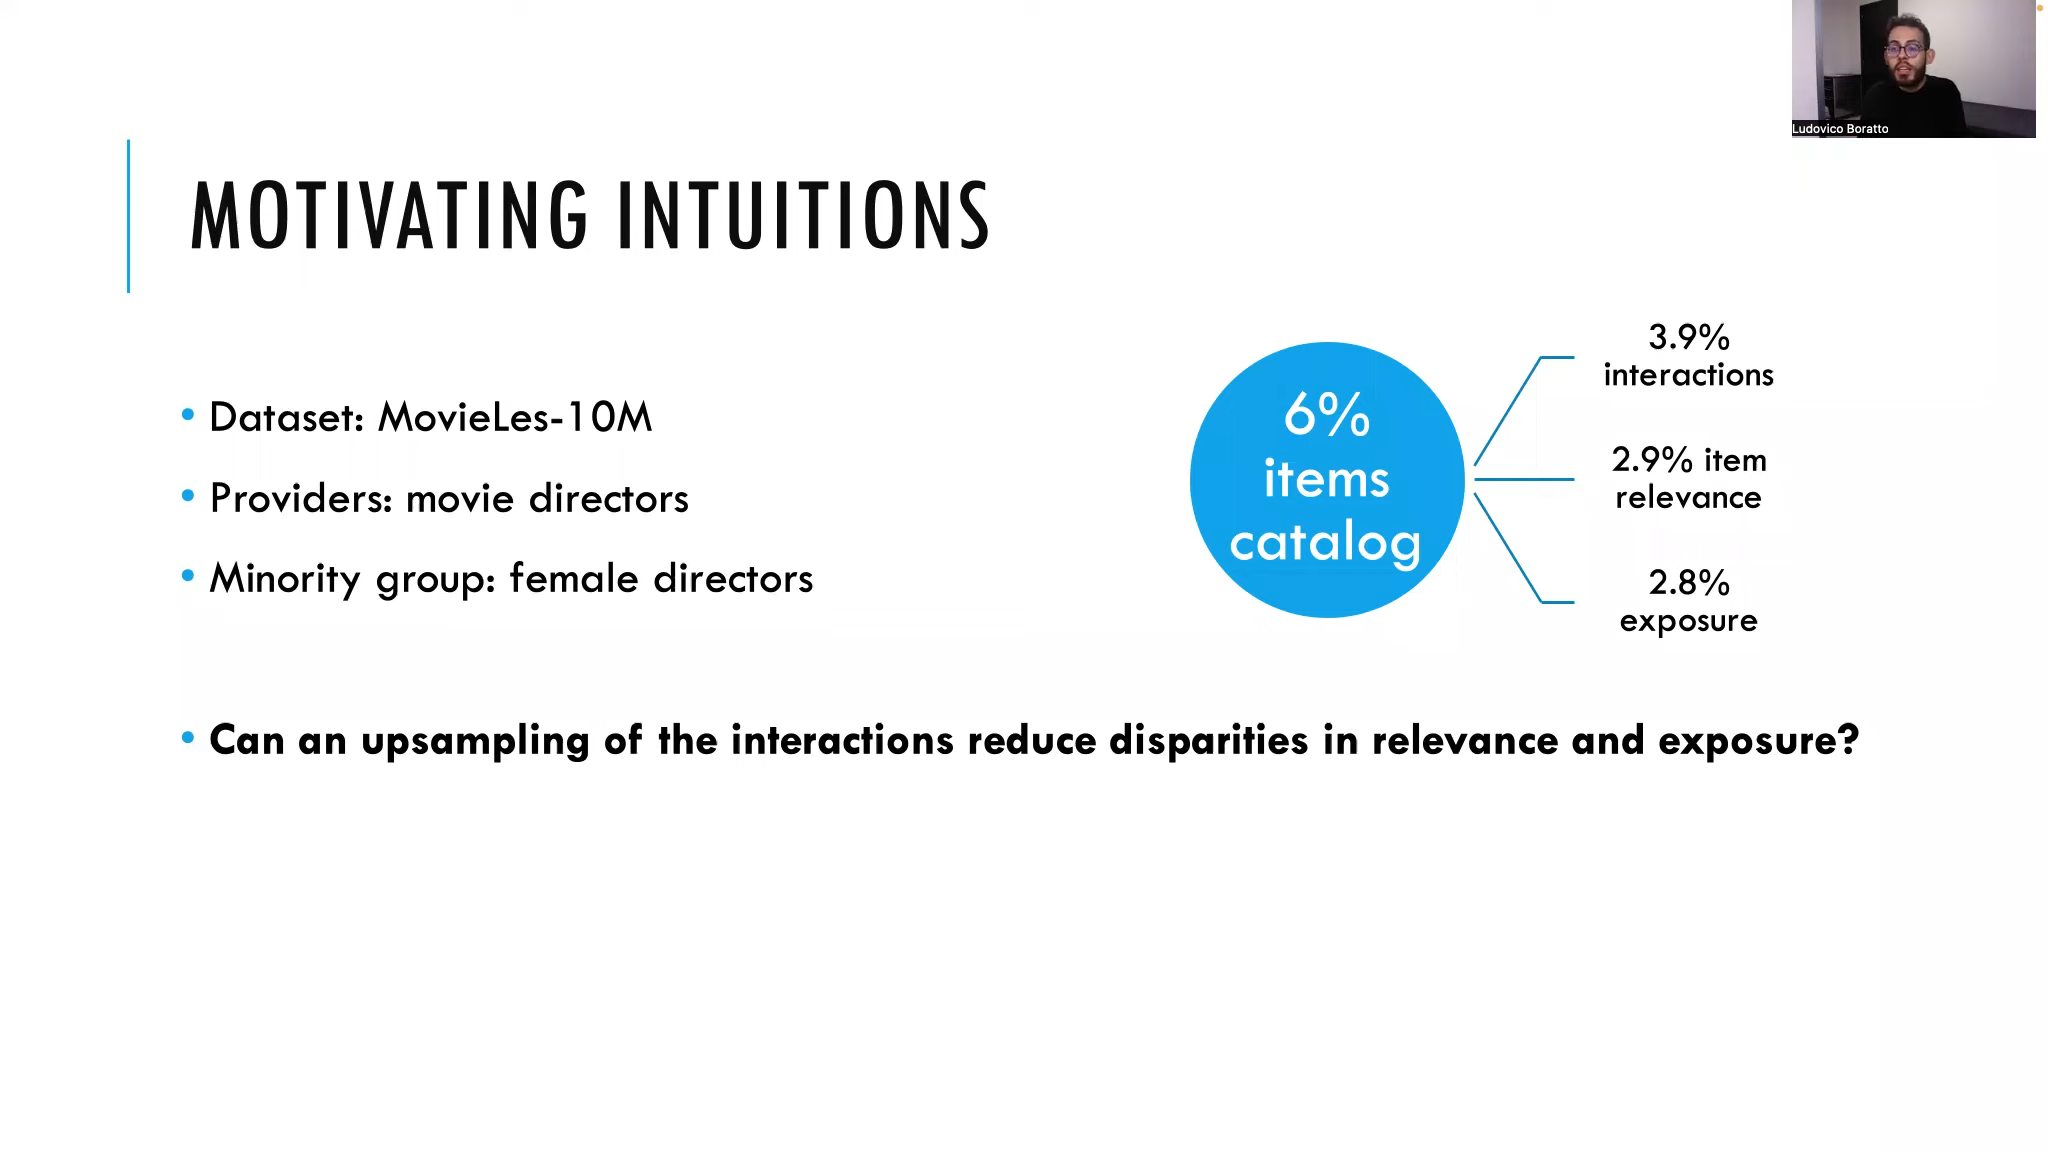 Ludovico Boratto
MOTIVATING INTUITIONS
• Dataset: MovieLes-10M
• Providers: movie directors
• Minority group: female directors
6%
items
catalog
3.9%
interactions
2.9% item
relevance
2.8%
exposure
• Can an upsampling of the interactions reduce disparities in relevance and exposure?